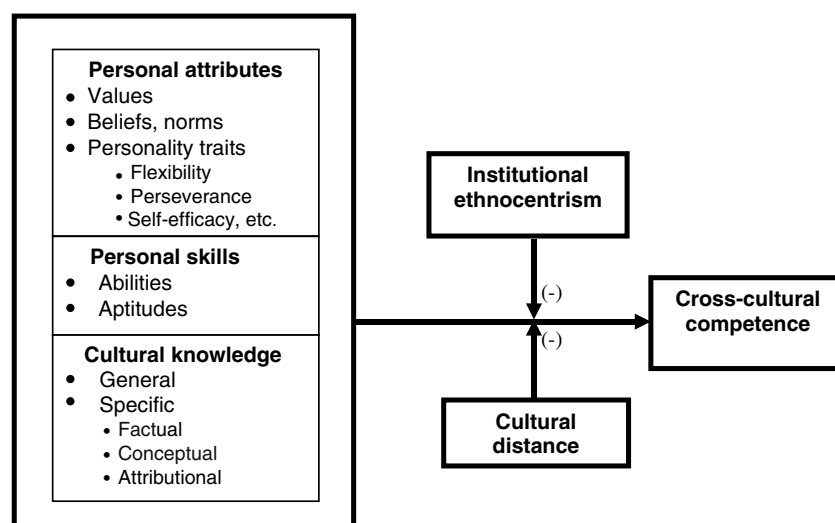 Personal attributes
• Values
• Beliefs, norms
• Personality traits
• Flexibility
• Perseverance
• Self-efficacy, etc.
Personal skills
• Abilities
• Aptitudes
Cultural knowledge
• General
• Specific
• Factual
• Conceptual
• Attributional
Institutional
ethnocentrism
(-)
(-)
Cultural
distance
Cross-cultural
competence